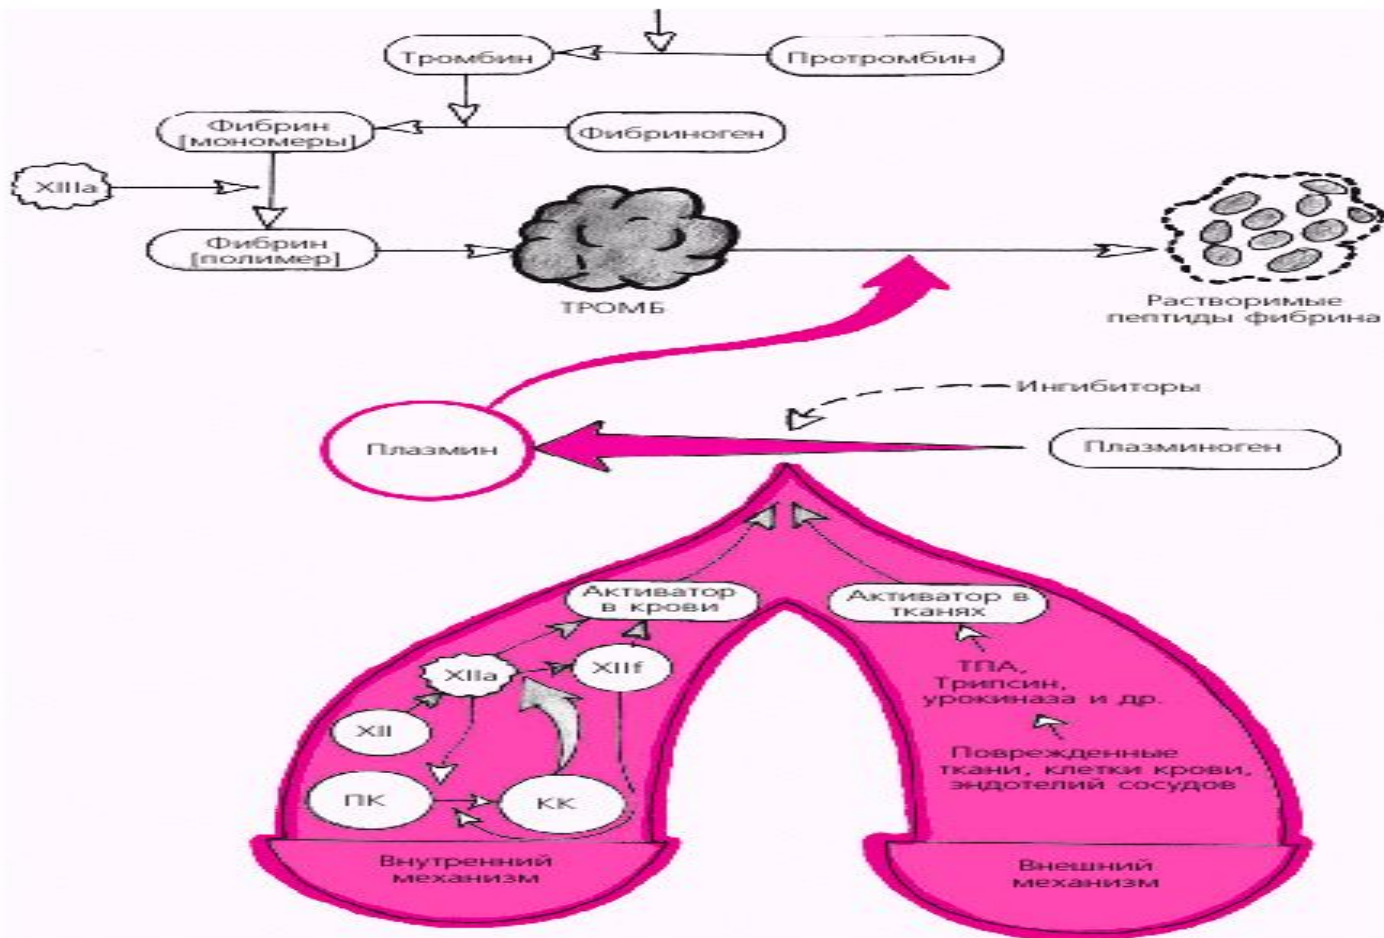 Тромбин
Протромбин
Фибрин
[мономеры]
Фибриноген
XIIIa
Фибрин
[полимер]
ТРОМБ
Растворимые
пептиды фибрина
Ингибиторы
Плазмин
Плазминоген
Активатор
в крови
Активатор в
тканях
XIIa
XIIf
ТПА,
Трипсин,
урокиназа и др.
XII
Поврежденные
ткани, клетки крови,
эндотелий сосудов
ПК
КК
Внутренний
механизм
Внешний
механизм